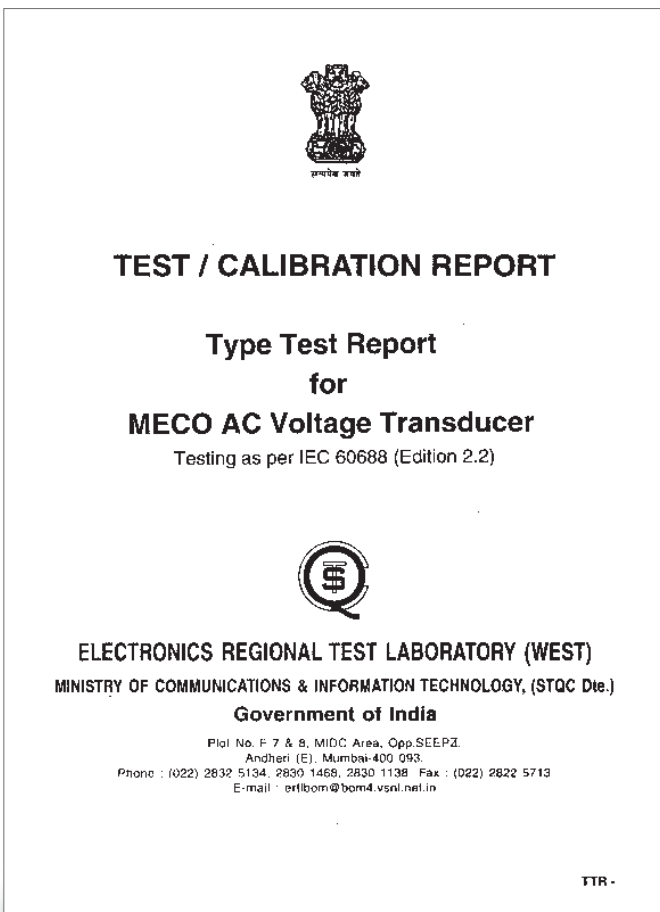 सत्यमेव जयते
TEST / CALIBRATION REPORT
Type Test Report
for
MECO AC Voltage Transducer
Testing as per IEC 60688 (Edition 2.2)
STQ
ELECTRONICS REGIONAL TEST LABORATORY (WEST)
MINISTRY OF COMMUNICATIONS & INFORMATION TECHNOLOGY, (STQC Dte.)
Government of India
Plot No. F 7 & 8, MIDC Area, Opp.SEEPZ.
Andheri (E), Mumbai-400 093.
Phone : (022) 2832 5134, 2830 1468, 2830 1138 Fax : (022) 2822 5713
E-mail : ertlbom@bom4.vsnl.net.in
TTR -